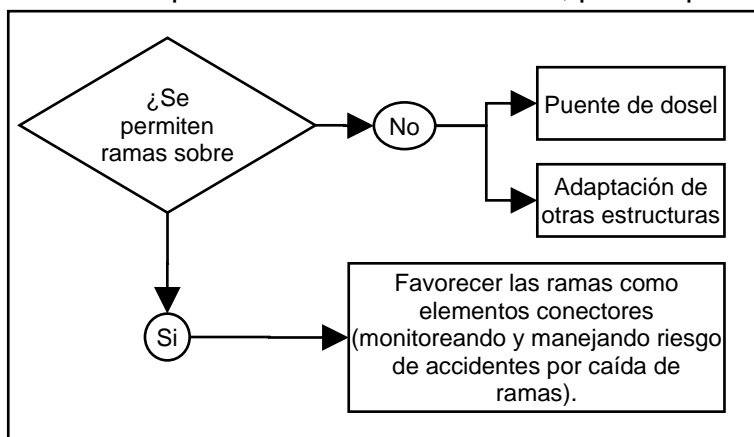 ¿Se
permiten
ramas sobre
No
Puente de dosel
Adaptación de
otras estructuras
Si
Favorecer las ramas como
elementos conectores
(monitoreando y manejando riesgo
de accidentes por caída de
ramas).